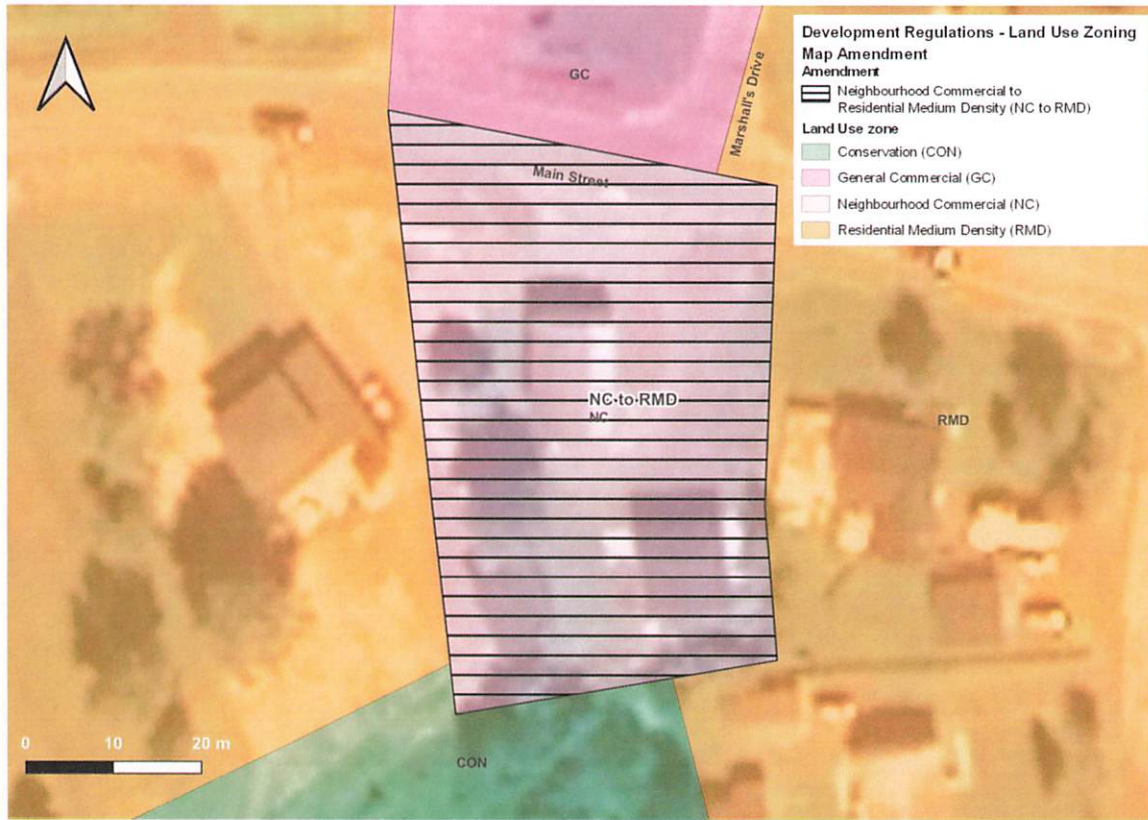 Development Regulations - Land Use Zoning
Map Amendment
Amendment
Neighbourhood Commercial to
Residential Medium Density (NC to RMD)
Land Use zone
Conservation (CON)
General Commercial (GC)
Neighbourhood Commercial (NC)
Residential Medium Density (RMD)
GC
Marshall's Drive
Main Street
NC to RMD
NC
RMD
0 10 20 m
CON